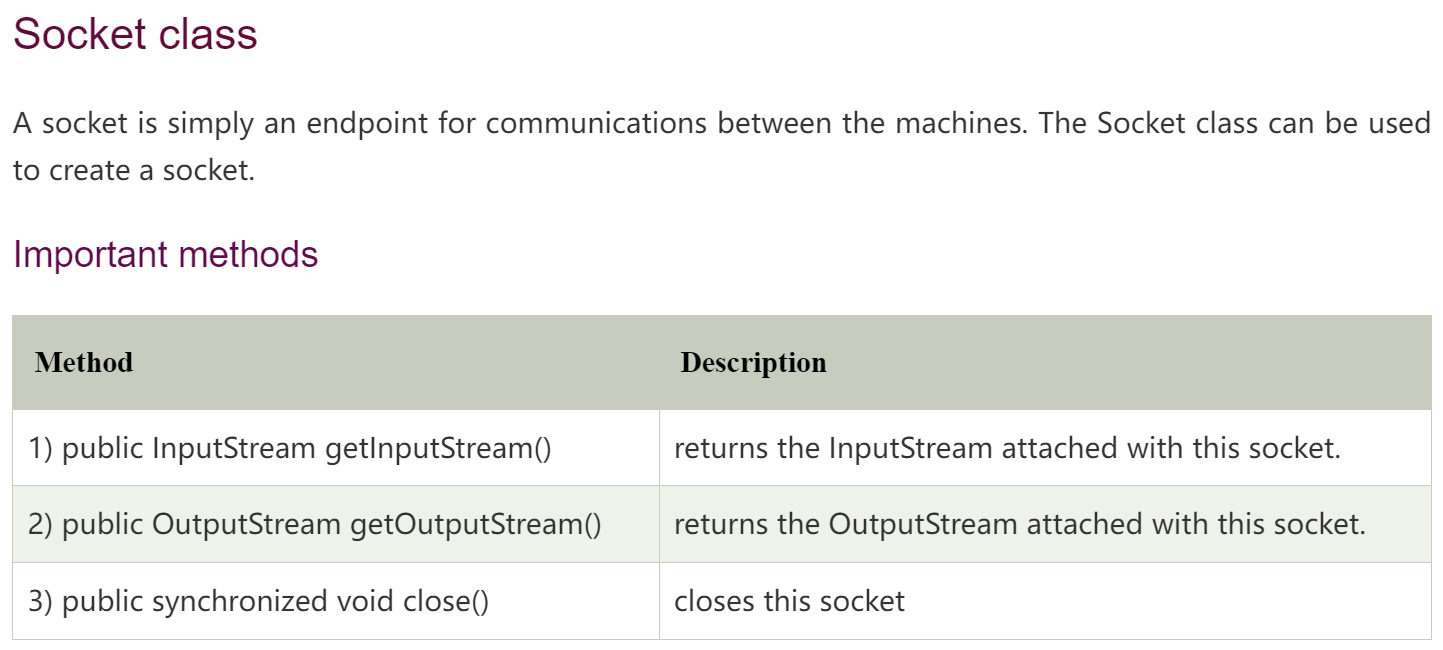 Socket class
A socket is simply an endpoint for communications between the machines. The Socket class can be used
to create a socket.
Important methods
Method Description
1) public InputStream getInputStream() returns the InputStream attached with this socket.
2) public OutputStream getOutputStream() returns the OutputStream attached with this socket.
3) public synchronized void close() closes this socket